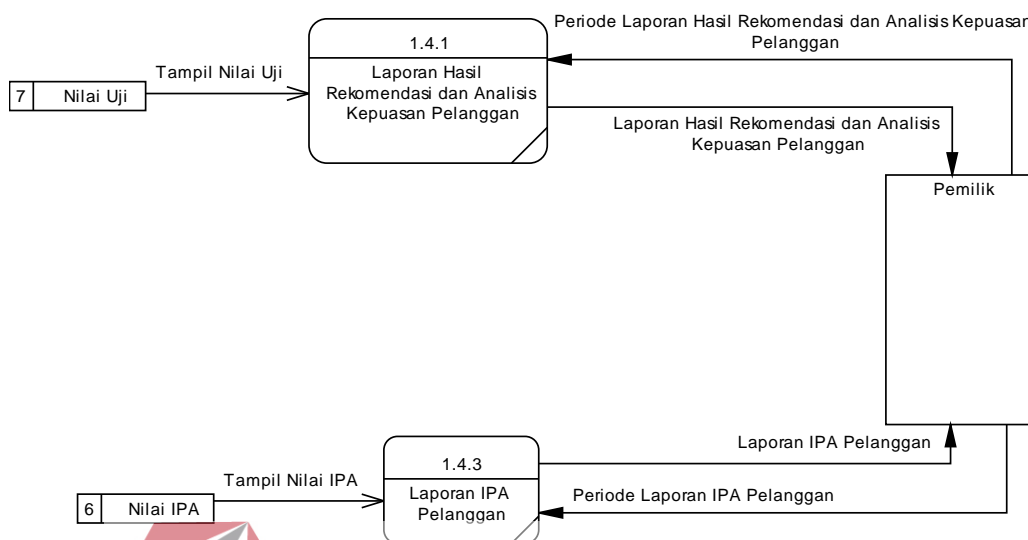 Periode Laporan Hasil Rekomendasi dan Analisis Kepuasan
Pelanggan
1.4.1
Laporan Hasil
Rekomendasi dan Analisis
Kepuasan Pelanggan
Tampil Nilai Uji
7
Nilai Uji
Laporan Hasil Rekomendasi dan Analisis
Kepuasan Pelanggan
Pemilik
Laporan IPA Pelanggan
1.4.3
Laporan IPA
Pelanggan
Tampil Nilai IPA
6
Nilai IPA
Periode Laporan IPA Pelanggan